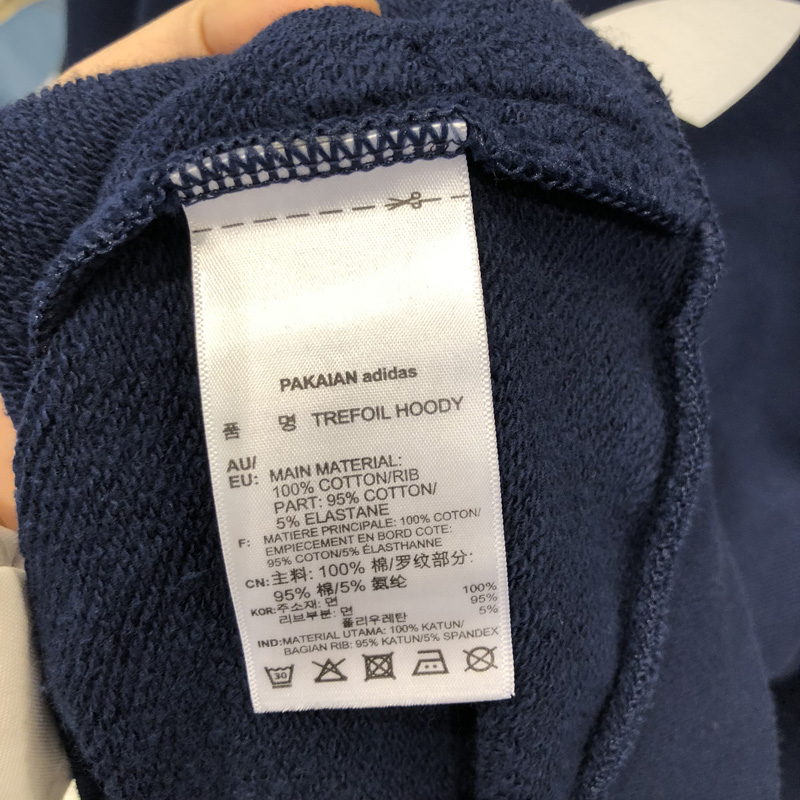 PAKAIAN adidas
품 명 TREFOIL HOODY
AU/
EU: MAIN MATERIAL:
100% COTTON/RIB
PART: 95% COTTON/
5% ELASTANE
F: MATIERE PRINCIPALE: 100% COTON/
EMPIECEMENT EN BORD COTE:
95% COTON/5% ÉLASTHANNE
CN: 主料: 100% 棉/罗纹部分:
95% 棉/5% 氨纶
KOR: 주소재: 면 100%
리브부분: 면 95%
폴리우레탄 5%
IND: MATERIAL UTAMA: 100% KATUN/
BAGIAN RIB: 95% KATUN/5% SPANDEX
30